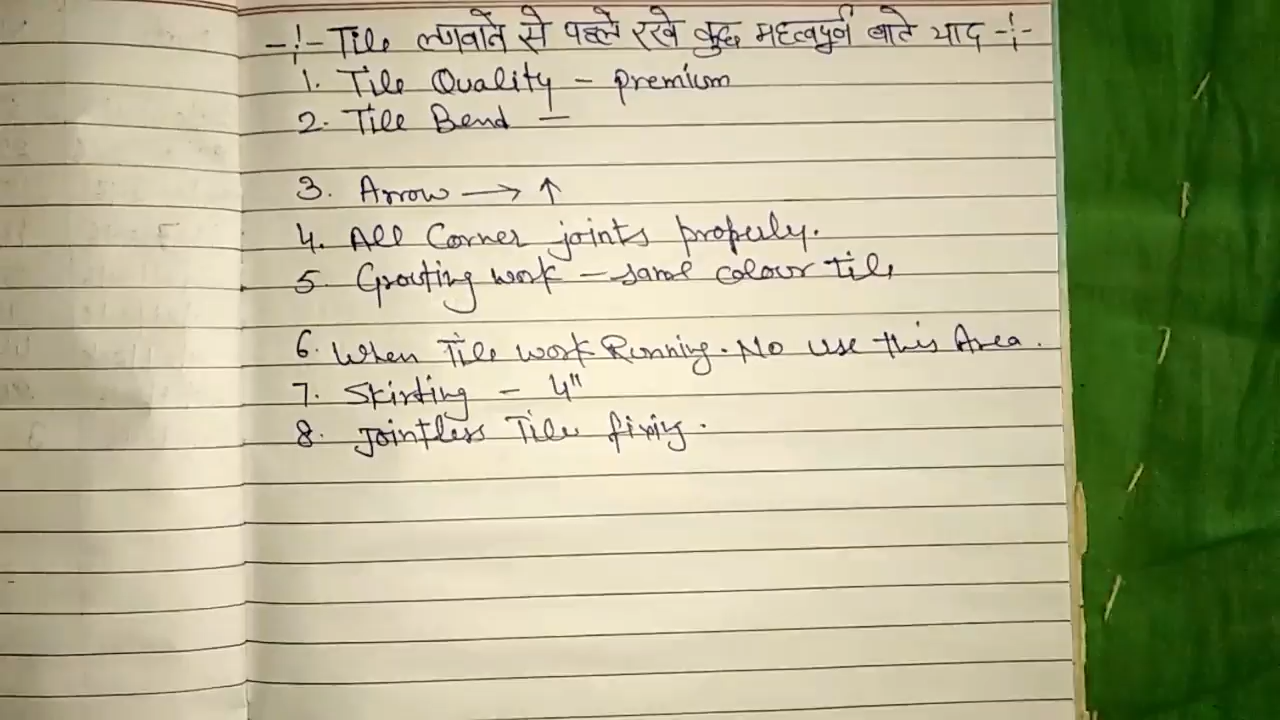 -!- Tile लगवाने से पहले रखे कुछ महत्वपूर्ण बाते याद -!-
1. Tile Quality - premium
2. Tile Bend -
3. Arrow → ↑
4. All Corner joints properly.
5. Grouting work - same colour tile
6. When Tile work Running. No use this Area.
7. Skirting - 4"
8. Jointless Tile fixing.